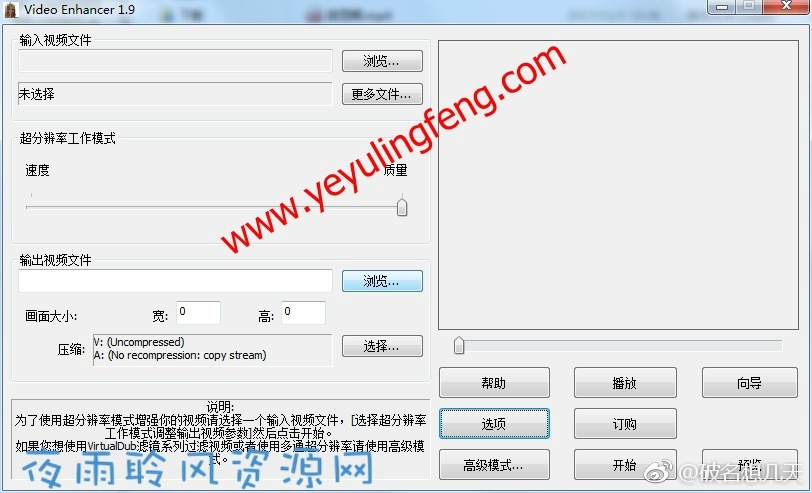 Video Enhancer 1.9
输入视频文件
浏览...
未选择
更多文件...
超分辨率工作模式
速度
质量
www.yeyulingfeng.com
输出视频文件
浏览...
画面大小:
宽:
0
高:
0
压缩:
V: (Uncompressed)
A: (No recompression: copy stream)
选择...
帮助
播放
向导
选项
订购
高级模式...
开始
预览
说明:
为了使用超分辨率模式增强你的视频请选择一个输入视频文件，[选择超分辨率
工作模式调整输出视频参数]然后点击开始。
如果您想使用VirtualDub滤镜系列过滤视频或者使用多通超分辨率请使用高级模
式。
夜雨聆风资源网
@破名想几天